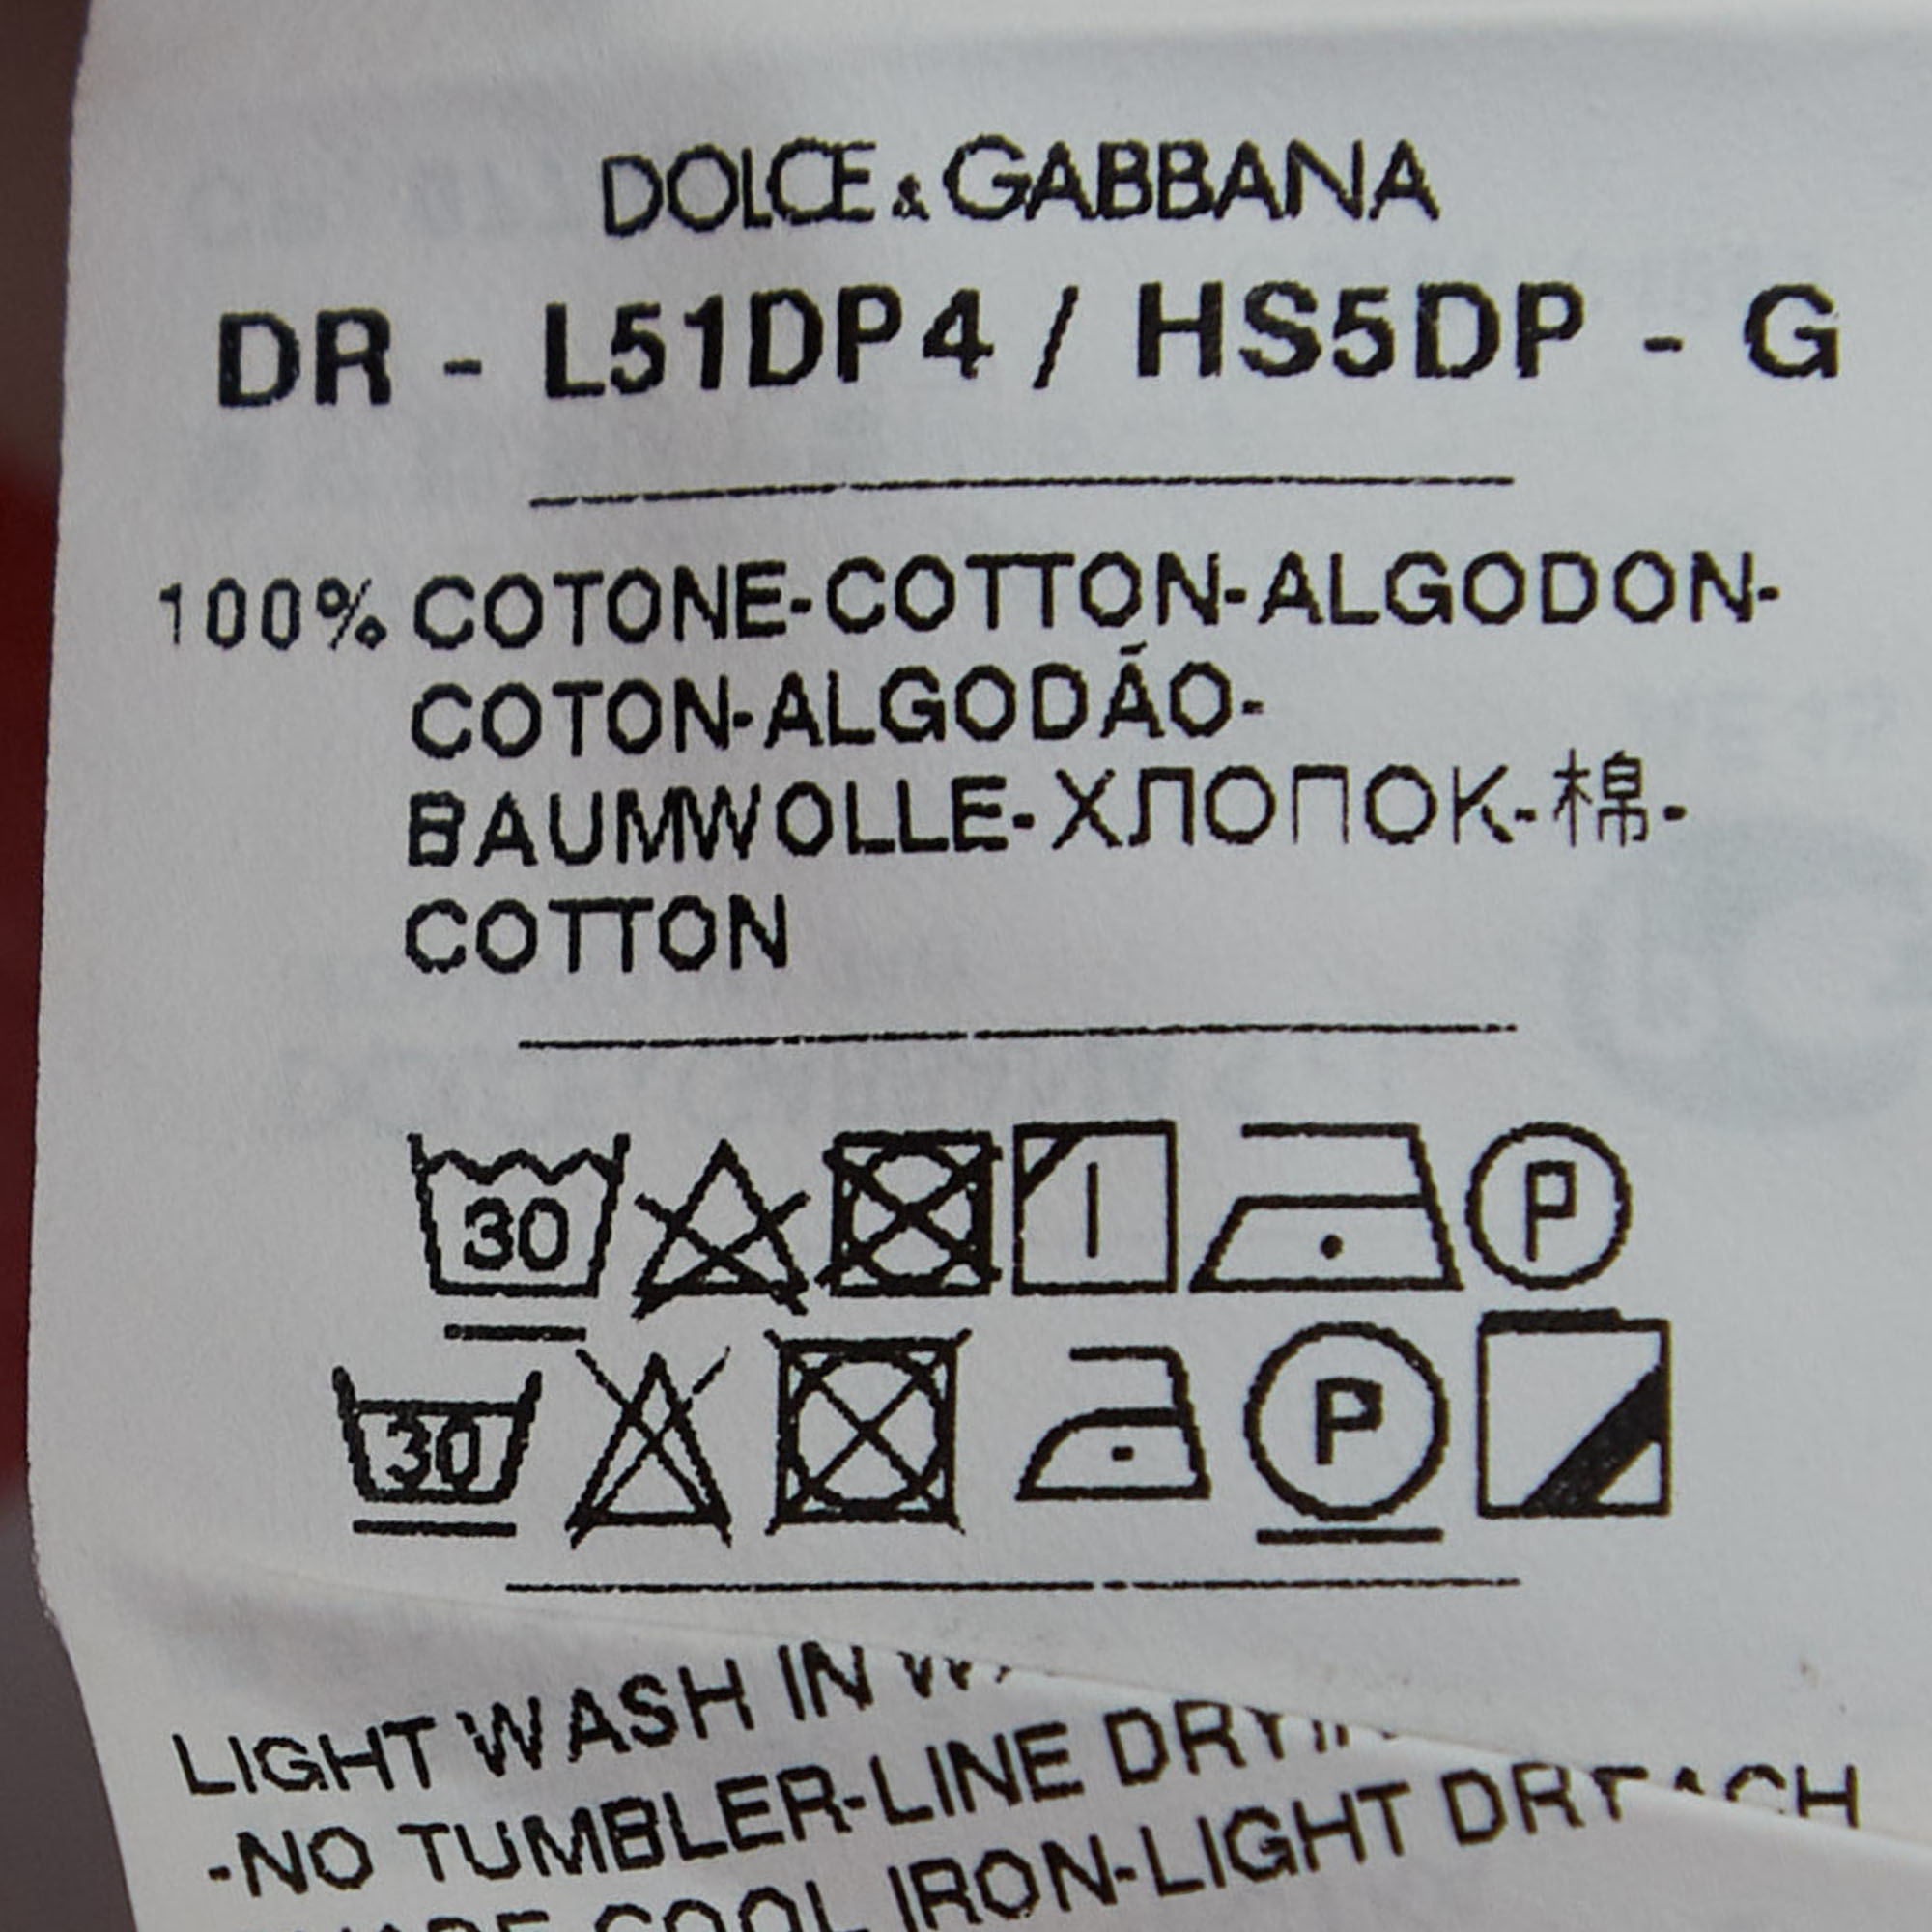 DOLCE & GABBANA
DR - L51DP4 / HS5DP - G
100% COTONE-COTTON-ALGODON-
COTON-ALGODÃO-
BAUMWOLLE-ХЛОПОК-棉-
COTTON
30 P
30 P
LIGHT WASH IN
-NO TUMBLER-LINE
COOL IRON-LIGHT